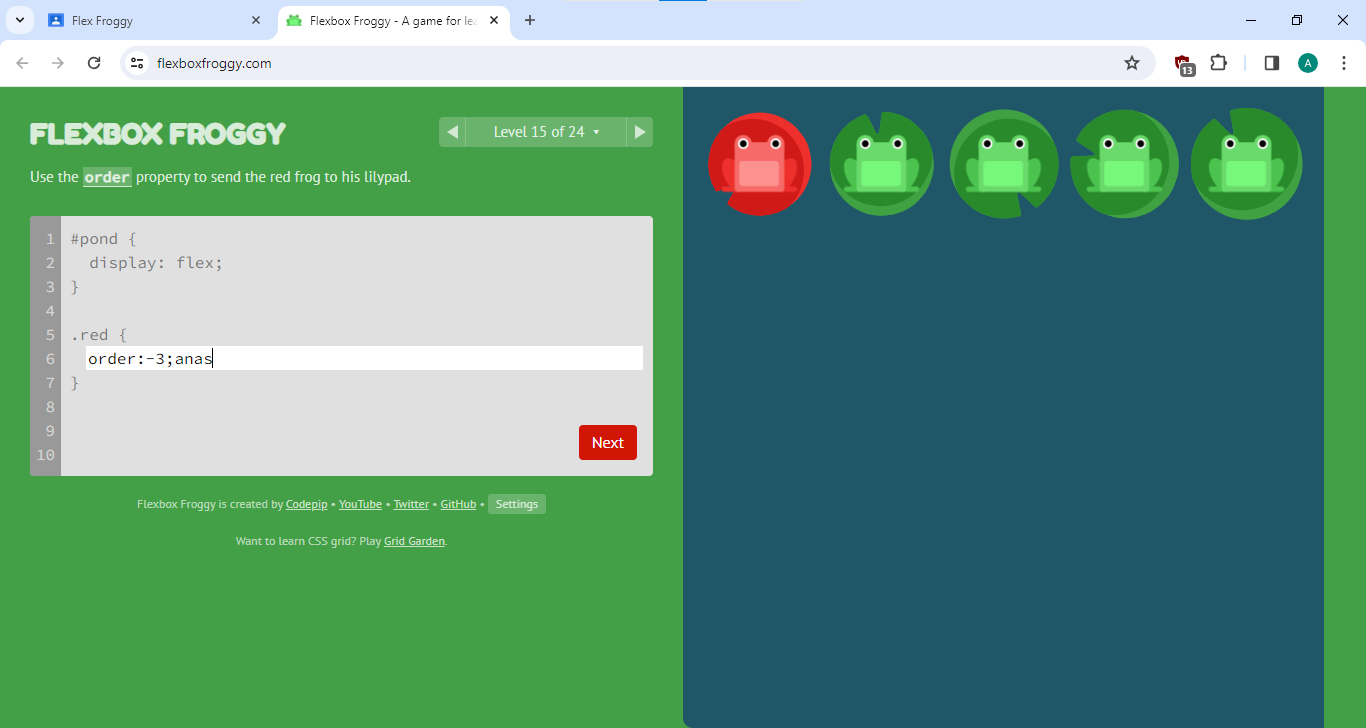 Flex Froggy
Flexbox Froggy - A game for lea
flexboxfroggy.com
13
A
FLEXBOX FROGGY
Level 15 of 24
Use the order property to send the red frog to his lilypad.
1 #pond {
2 display: flex;
3 }
4
5 .red {
6 order:-3;anas
7 }
8
9
10
Next
Flexbox Froggy is created by Codepip • YouTube • Twitter • GitHub • Settings
Want to learn CSS grid? Play Grid Garden.